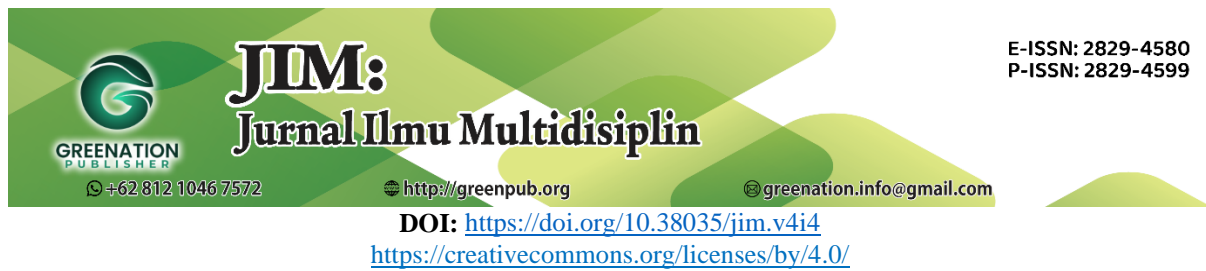 JIM:
Jurnal Ilmu Multidisiplin
E-ISSN: 2829-4580
P-ISSN: 2829-4599
GREENATION
PUBLISHER
+62 812 1046 7572
http://greenpub.org
greenation.info@gmail.com
DOI: https://doi.org/10.38035/jim.v4i4
https://creativecommons.org/licenses/by/4.0/